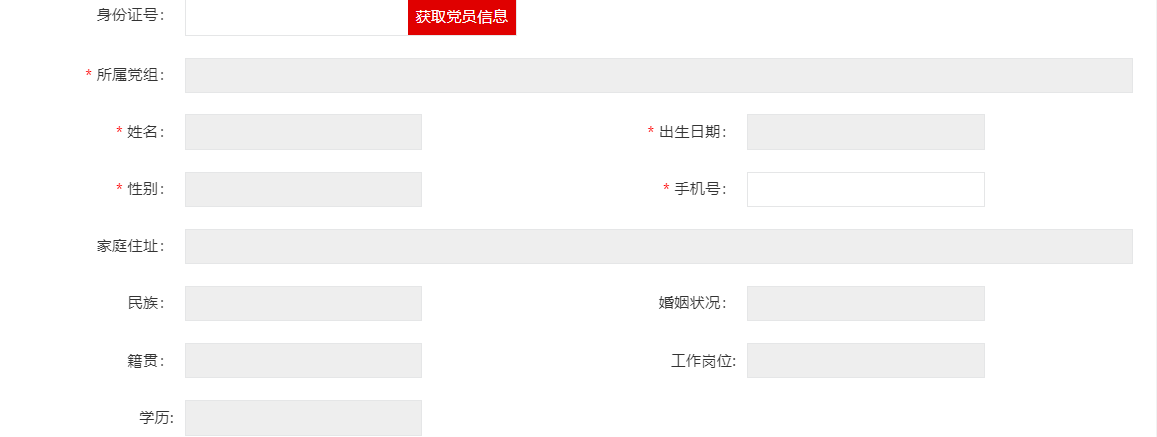 身份证号： 获取党员信息
* 所属党组：
* 姓名： * 出生日期：
* 性别： * 手机号：
家庭住址：
民族： 婚姻状况：
籍贯： 工作岗位:
学历: